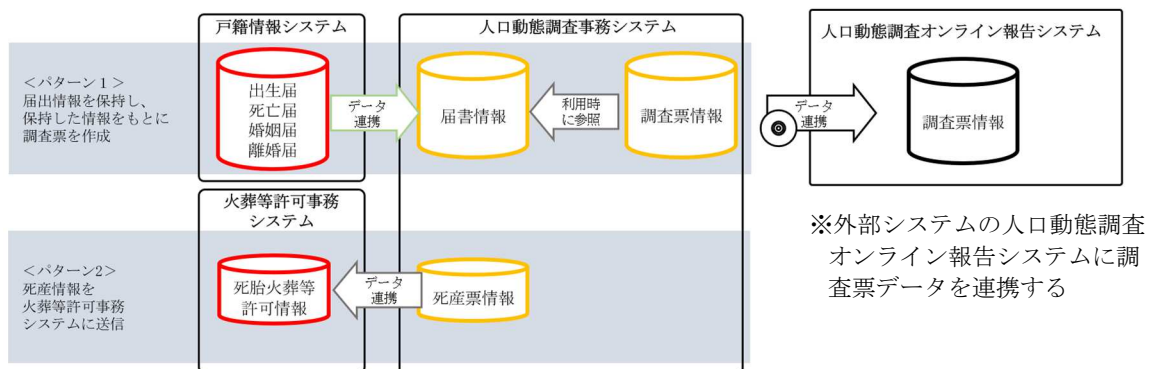 戸籍情報システム
人口動態調査事務システム
人口動態調査オンライン報告システム
＜パターン１＞
届出情報を保持し、
保持した情報をもとに
調査票を作成
出生届
死亡届
婚姻届
離婚届
データ
連携
届書情報
利用時
に参照
調査票情報
データ
連携
調査票情報
火葬等許可事務
システム
＜パターン2＞
死産情報を
火葬等許可事務
システムに送信
死胎火葬等
許可情報
データ
連携
死産票情報
※外部システムの人口動態調査
オンライン報告システムに調
査票データを連携する